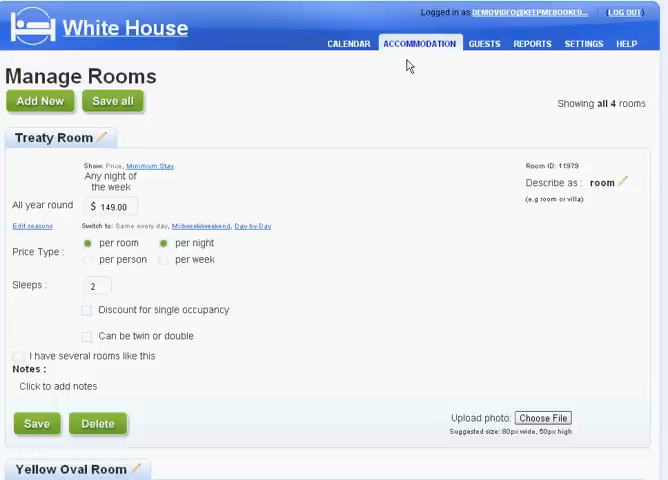 Logged in as DEMOVIDEO@KEEPMEBOOKED... (LOG OUT)
White House
CALENDAR ACCOMMODATION GUESTS REPORTS SETTINGS HELP
Manage Rooms
Add New Save all
Showing all 4 rooms
Treaty Room
Show: Price, Minimum Stay
Room ID: 11979
Any night of
the week
Describe as : room
(e.g room or villa)
All year round $ 149.00
Edit seasons Switch to: Same every day, Midweek/weekend, Day-by-Day
Price Type : per room per night
per person per week
Sleeps : 2
Discount for single occupancy
Can be twin or double
I have several rooms like this
Notes :
Click to add notes
Save Delete
Upload photo: Choose File
Suggested size: 80px wide, 50px high
Yellow Oval Room